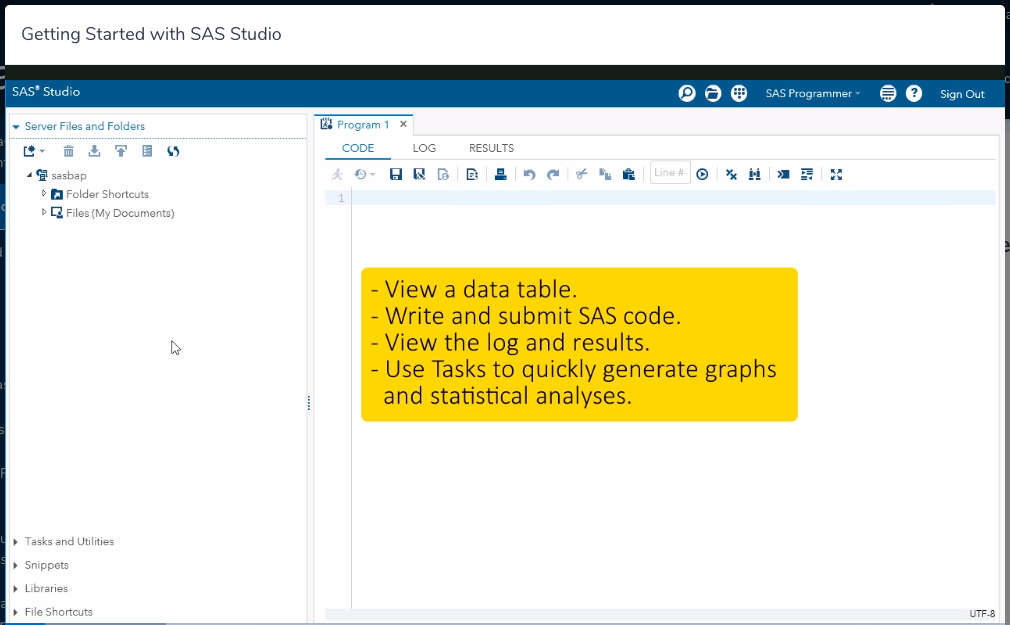 Getting Started with SAS Studio
SAS® Studio
SAS Programmer
Sign Out
Server Files and Folders
sasbap
Folder Shortcuts
Files (My Documents)
Tasks and Utilities
Snippets
Libraries
File Shortcuts
Program 1
CODE LOG RESULTS
Line #
1
- View a data table.
- Write and submit SAS code.
- View the log and results.
- Use Tasks to quickly generate graphs
and statistical analyses.
UTF-8